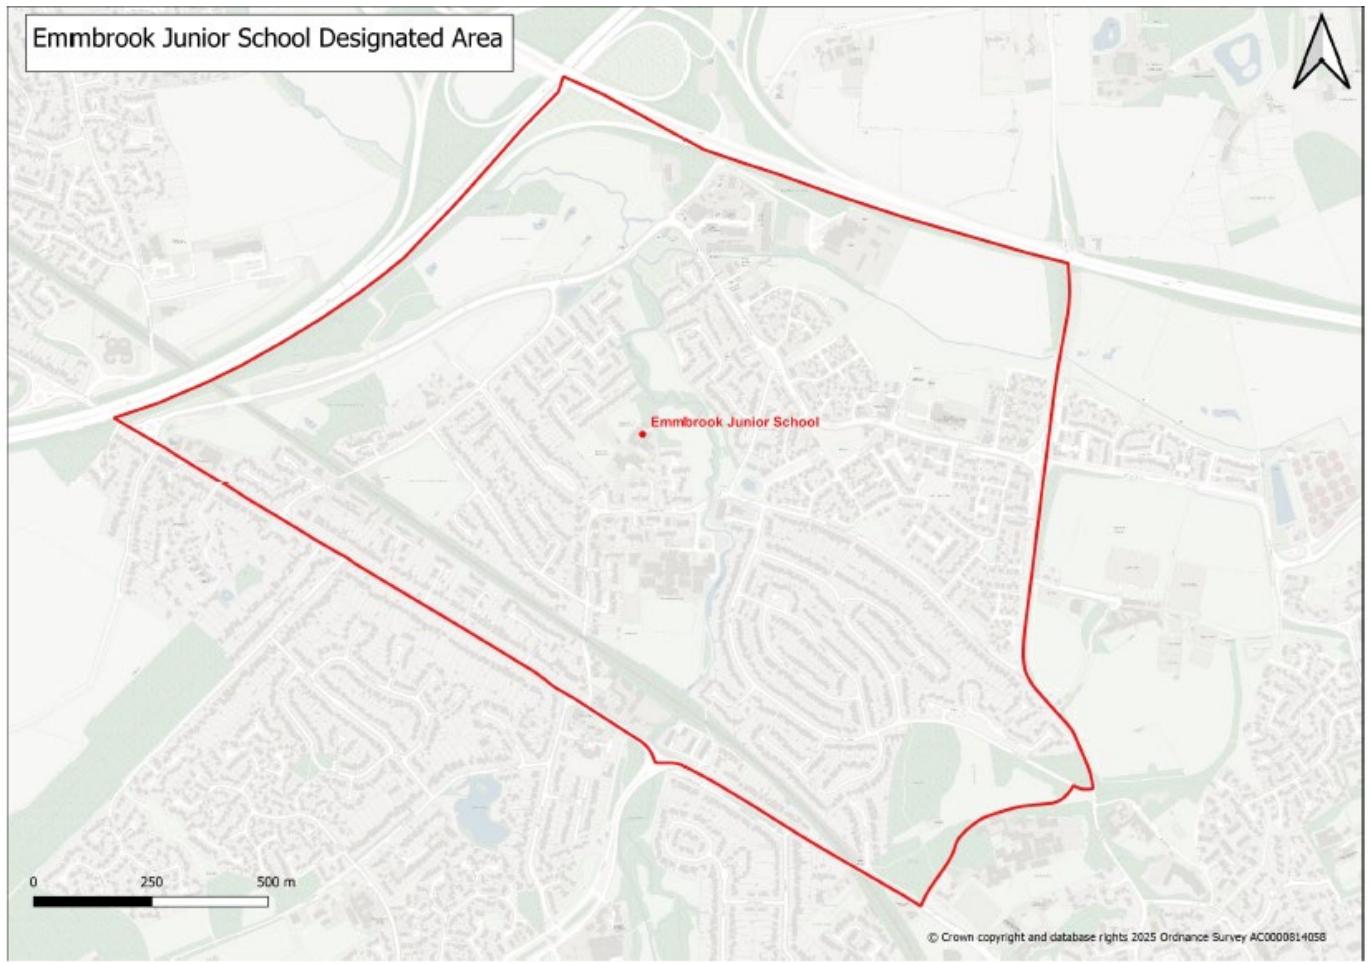 Emmbrook Junior School Designated Area
Emmbrook Junior School
0 250 500 m
© Crown copyright and database rights 2025 Ordnance Survey AC0000814058